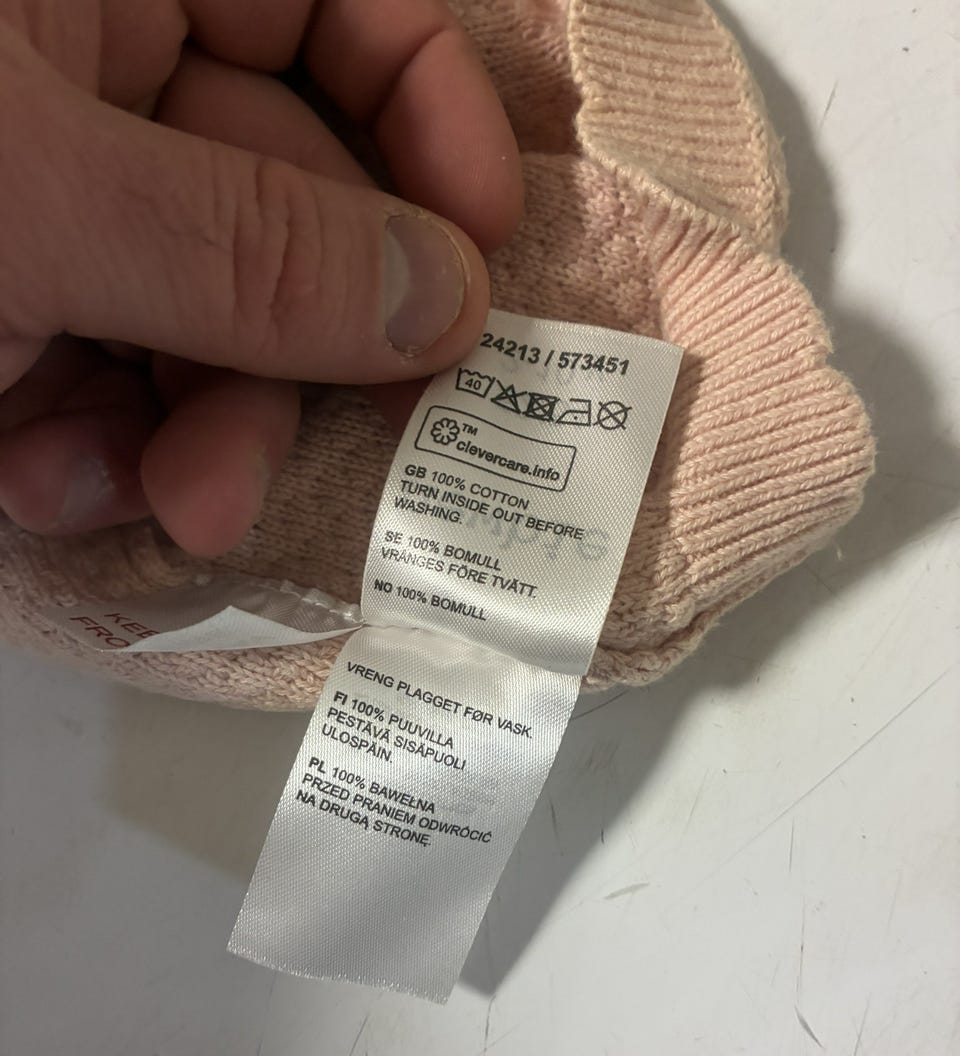 24213 / 573451
40
TM
clevercare.info
GB 100% COTTON
TURN INSIDE OUT BEFORE
WASHING.
SE 100% BOMULL
VRÄNGES FÖRE TVÄTT.
NO 100% BOMULL
VRENG PLAGGET FØR VASK.
FI 100% PUUVILLA
PESTÄVÄ SISÄPUOLI
ULOSPÄIN.
PL 100% BAWEŁNA
PRZED PRANIEM ODWRÓCIĆ
NA DRUGĄ STRONĘ.